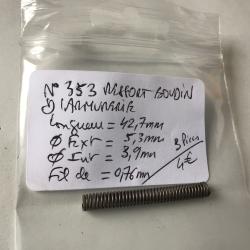 N° 353 RESSORT BOUDIN
D'ARMURERIE
Longueur = 42,7mm
Ø Ext = 5,3mm
Ø Int = 3,9mm
Fil de = 0,76mm
3 Pièces
4€